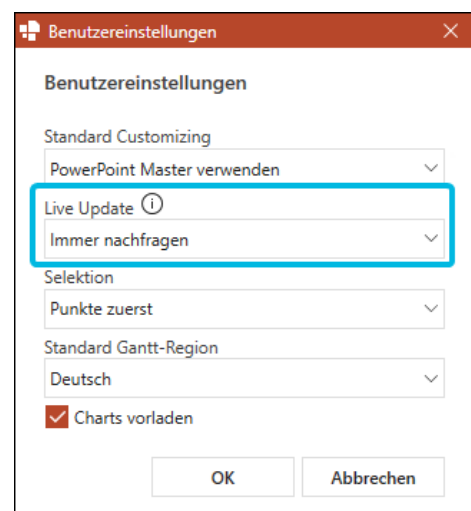 Benutzereinstellungen
Benutzereinstellungen
Standard Customizing
PowerPoint Master verwenden
Live Update
Immer nachfragen
Selektion
Punkte zuerst
Standard Gantt-Region
Deutsch
Charts vorladen
OK Abbrechen